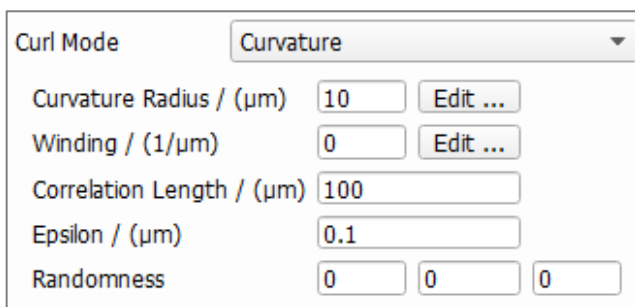 Curl Mode Curvature
Curvature Radius / (µm) 10 Edit ...
Winding / (1/µm) 0 Edit ...
Correlation Length / (µm) 100
Epsilon / (µm) 0.1
Randomness 0 0 0